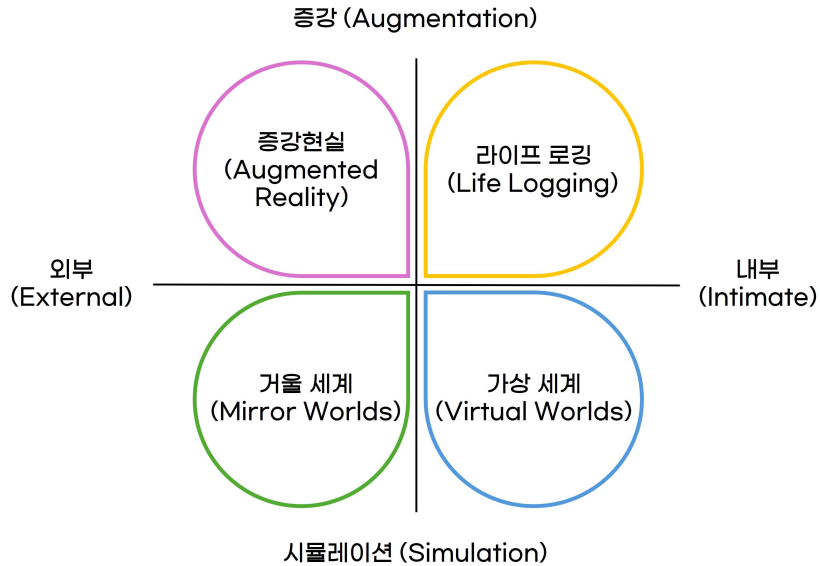 증강 (Augmentation)
증강현실
(Augmented
Reality)
라이프 로깅
(Life Logging)
외부
(External)
내부
(Intimate)
거울 세계
(Mirror Worlds)
가상 세계
(Virtual Worlds)
시뮬레이션 (Simulation)